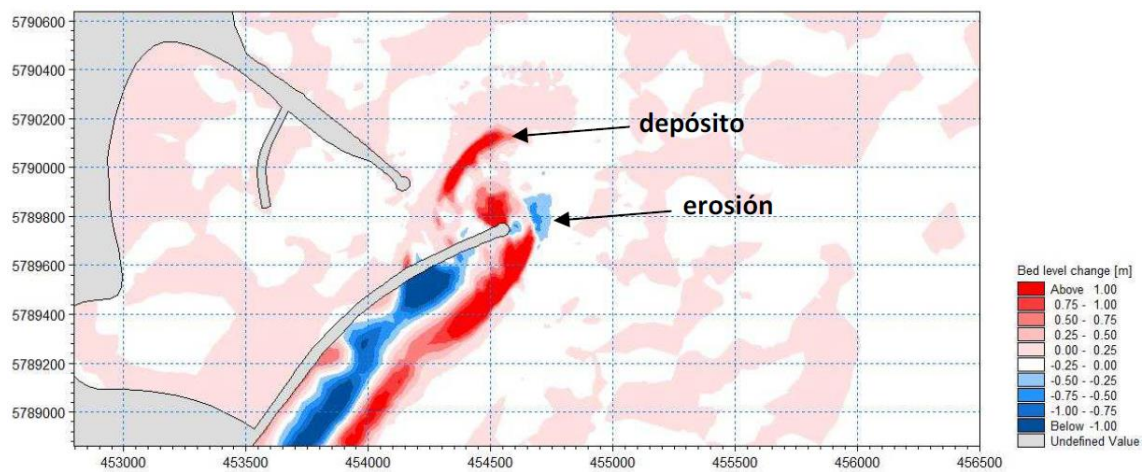 5790600
5790400
5790200
5790000
5789800
5789600
5789400
5789200
5789000
depósito
erosión
453000 453500 454000 454500 455000 455500 456000 456500
Bed level change [m]
Above 1.00
0.75 - 1.00
0.50 - 0.75
0.25 - 0.50
0.00 - 0.25
-0.25 - 0.00
-0.50 - -0.25
-0.75 - -0.50
-1.00 - -0.75
Below -1.00
Undefined Value